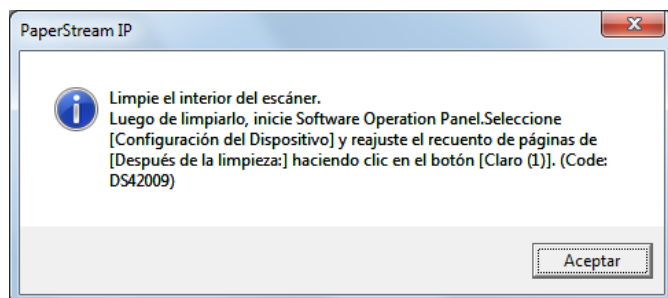 PaperStream IP
Limpie el interior del escáner.
Luego de limpiarlo, inicie Software Operation Panel.Seleccione
[Configuración del Dispositivo] y reajuste el recuento de páginas de
[Después de la limpieza:] haciendo clic en el botón [Claro (1)]. (Code:
DS42009)
Aceptar